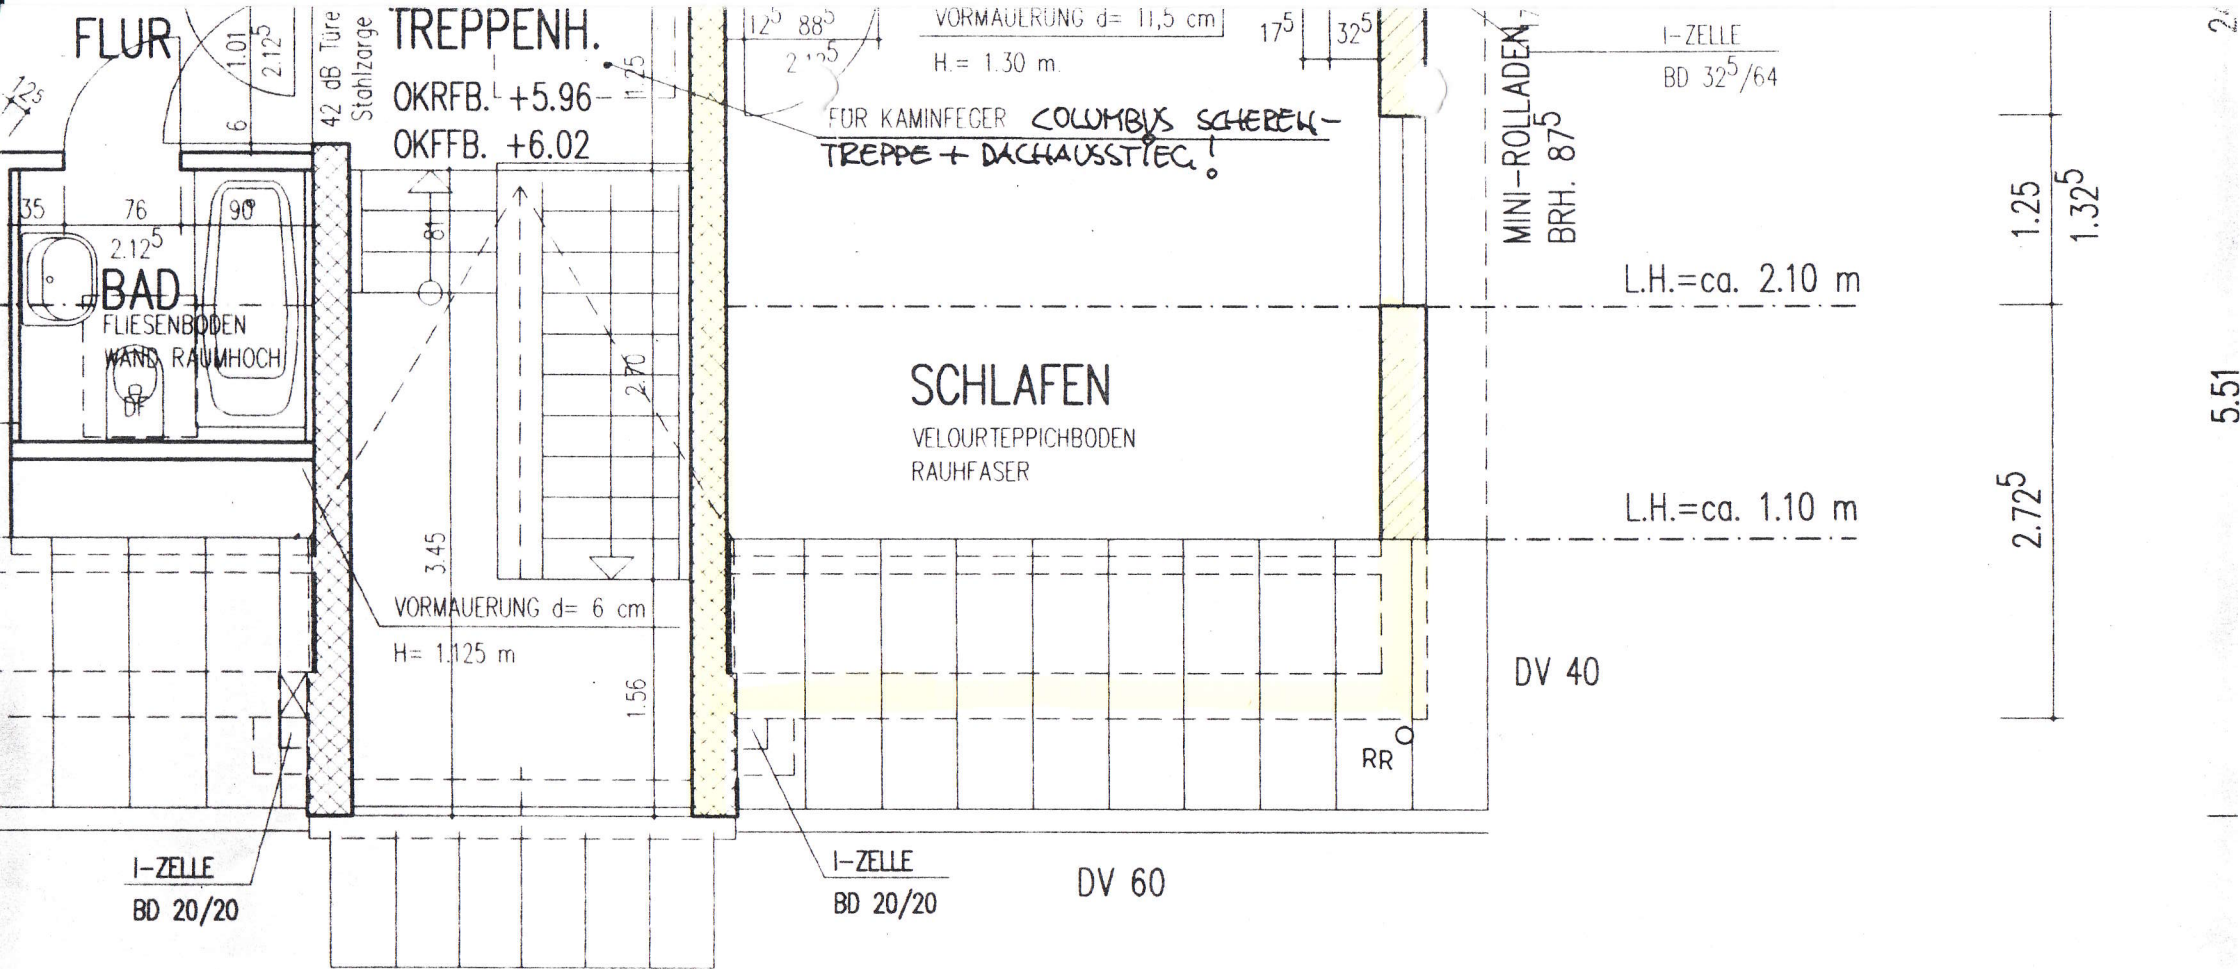 FLUR
1.01
2.12⁵
42 dB Türe
Stahlzarge
TREPPENH.
OKRFB. +5.96
OKFFB. +6.02
11.25
12⁵ 88⁵
VORMAUERUNG d= 11,5 cm
H.= 1.30 m.
17⁵
32⁵
FÜR KAMINFEGER COLUMBUS SCHEREN-
TREPPE + DACHAUSSTIEG!
MINI-ROLLADEN
BRH. 87⁵
I-ZELLE
BD 32⁵/64
12⁵
6
35
76
90
2.12⁵
BAD
FLIESENBODEN
WAND RAUMHOCH
DF
81
2.70
3.45
1.56
VORMAUERUNG d= 6 cm
H= 1.125 m
SCHLAFEN
VELOURTEPPICHBODEN
RAUHFASER
L.H.=ca. 2.10 m
L.H.=ca. 1.10 m
1.25
1.32⁵
2.72⁵
5.51
DV 40
RR
I-ZELLE
BD 20/20
I-ZELLE
BD 20/20
DV 60